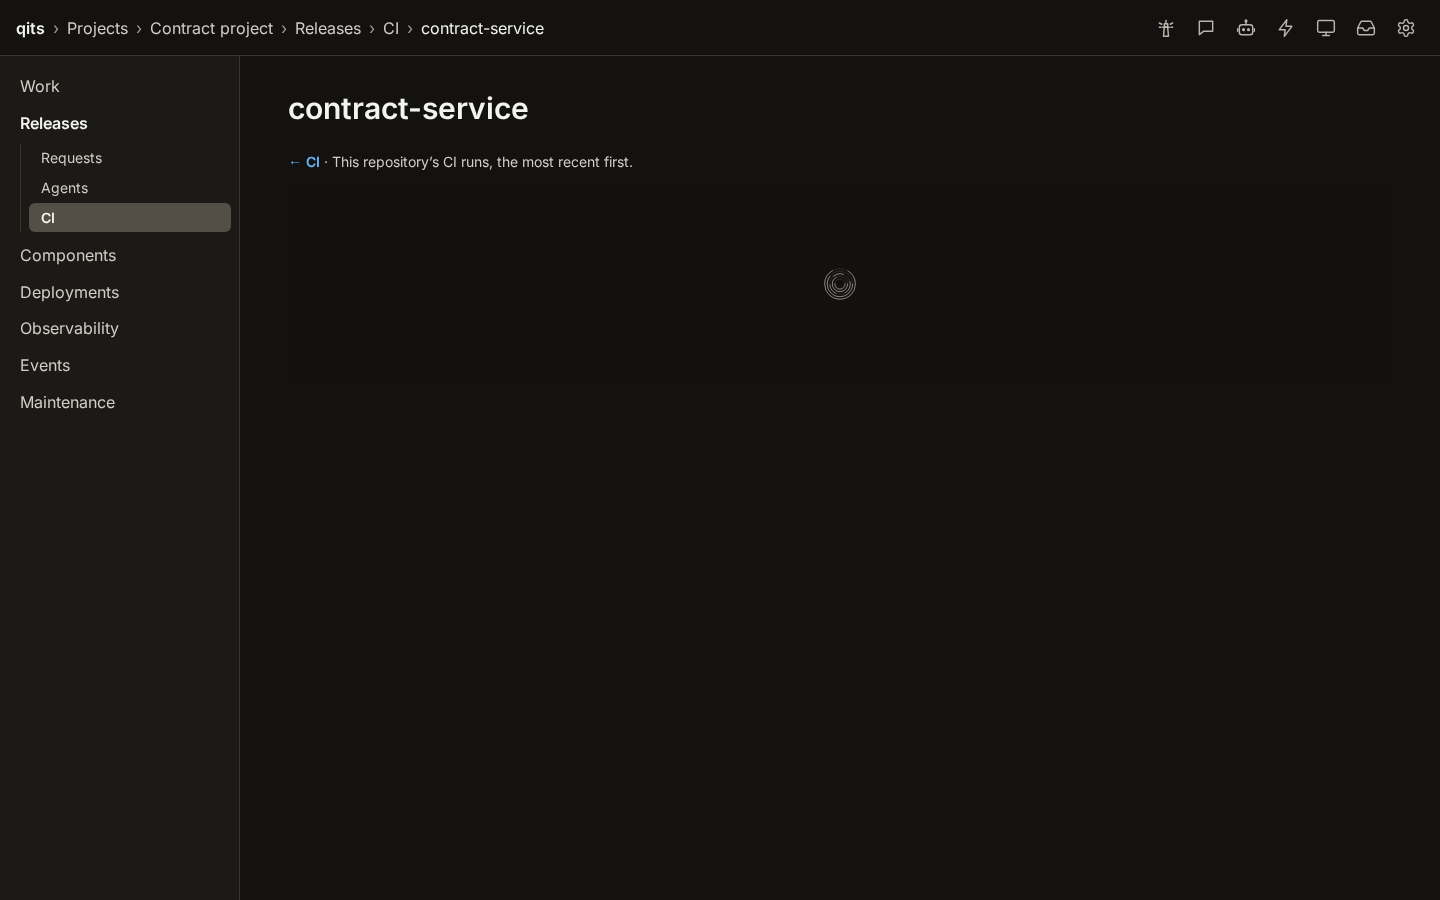 qits › Projects › Contract project › Releases › CI › contract-service
Work
Releases
Requests
Agents
CI
Components
Deployments
Observability
Events
Maintenance
contract-service
← CI · This repository’s CI runs, the most recent first.